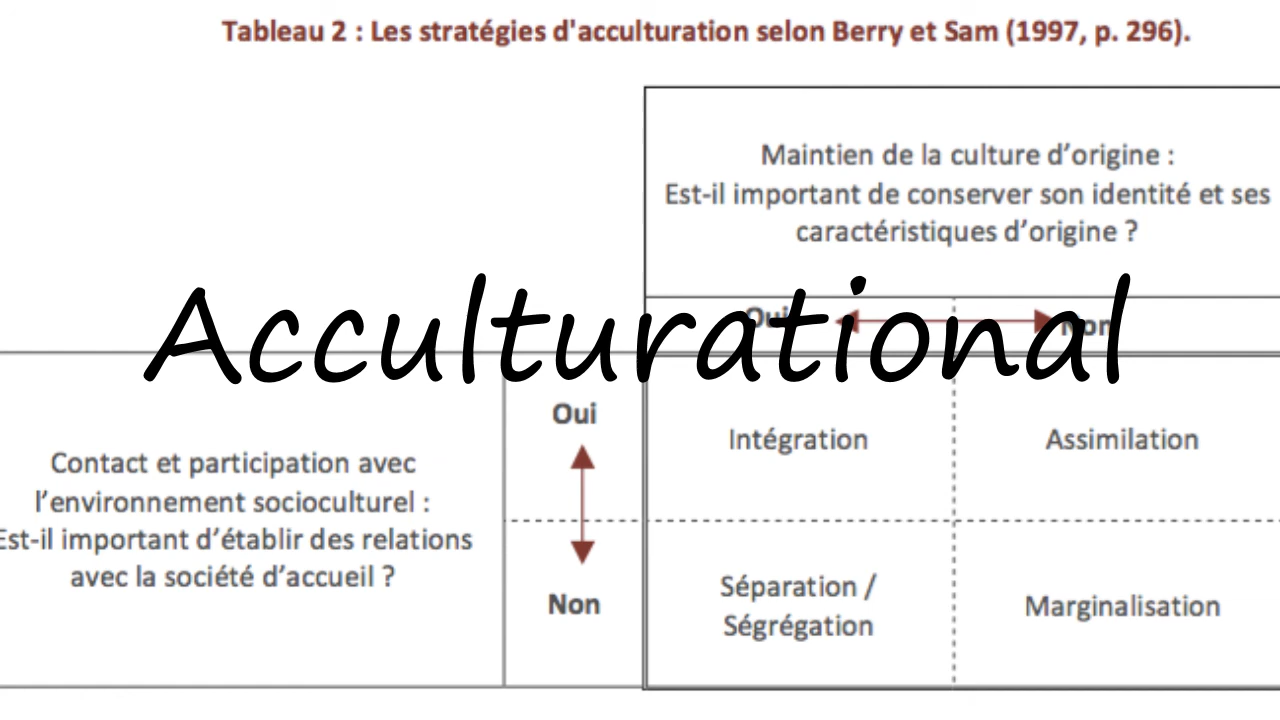 Tableau 2 : Les stratégies d'acculturation selon Berry et Sam (1997, p. 296).
Maintien de la culture d’origine :
Est-il important de conserver son identité et ses
caractéristiques d’origine ?
Oui Non
Acculturational
Oui
Intégration Assimilation
Contact et participation avec
l’environnement socioculturel :
Est-il important d’établir des relations
avec la société d’accueil ?
Non
Séparation /
Ségrégation
Marginalisation